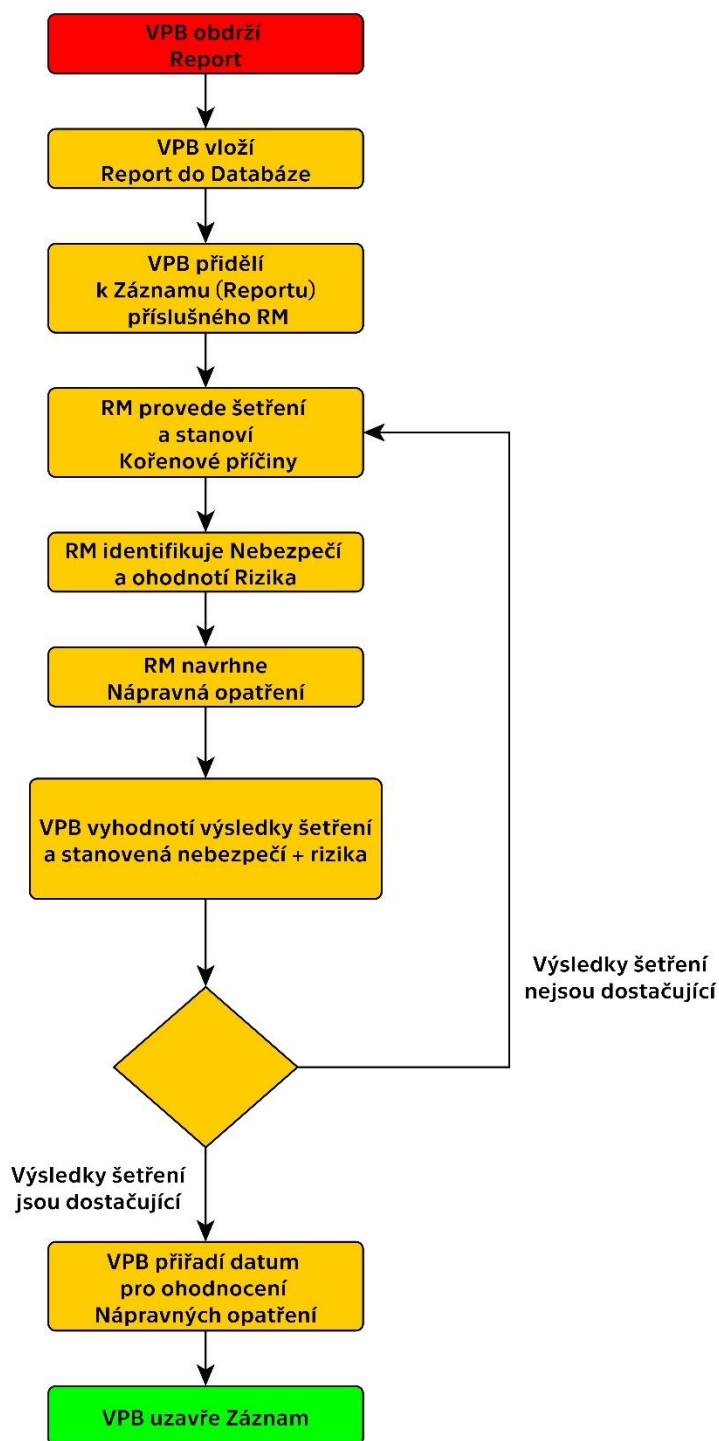 VPB obdrží
Report
VPB vloží
Report do Databáze
VPB přidělí
k Záznamu (Reportu)
příslušného RM
RM provede šetření
a stanoví
Kořenové příčiny
RM identifikuje Nebezpečí
a ohodnotí Rizika
RM navrhne
Nápravná opatření
VPB vyhodnotí výsledky šetření
a stanovená nebezpečí + rizika
Výsledky šetření
nejsou dostačující
Výsledky šetření
jsou dostačující
VPB přiřadí datum
pro ohodnocení
Nápravných opatření
VPB uzavře Záznam